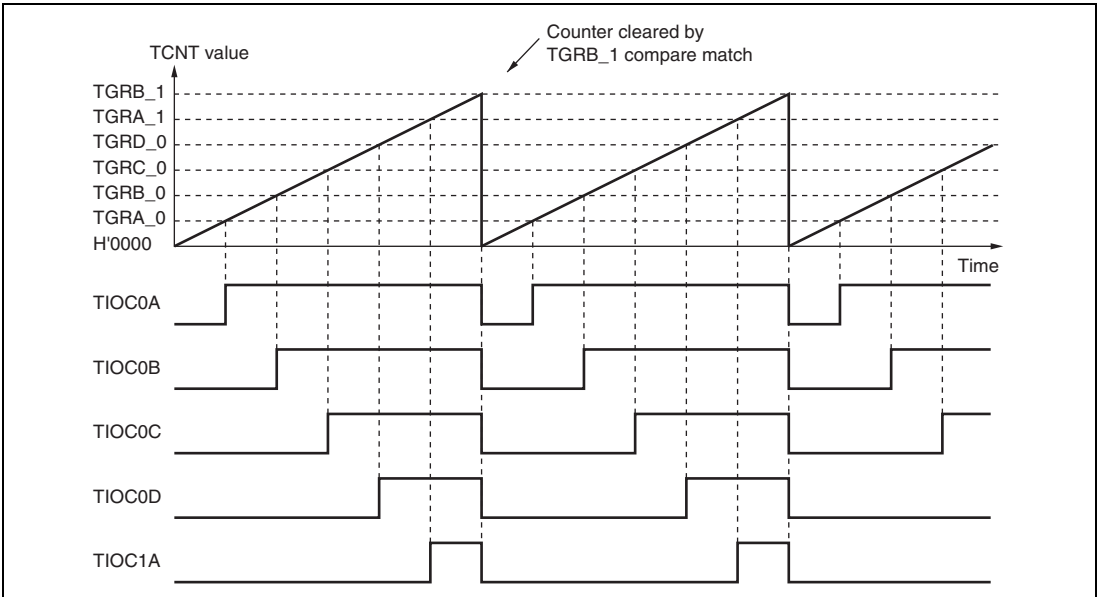 Counter cleared by
TGRB_1 compare match
TCNT value
TGRB_1
TGRA_1
TGRD_0
TGRC_0
TGRB_0
TGRA_0
H'0000
Time
TIOC0A
TIOC0B
TIOC0C
TIOC0D
TIOC1A